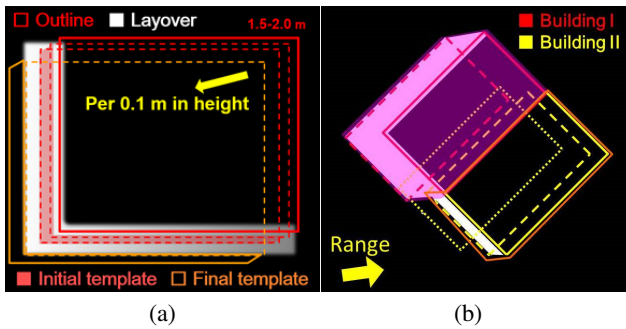 Outline Layover 1.5-2.0 m
Per 0.1 m in height
Initial template Final template
(a)
Building I
Building II
Range
(b)